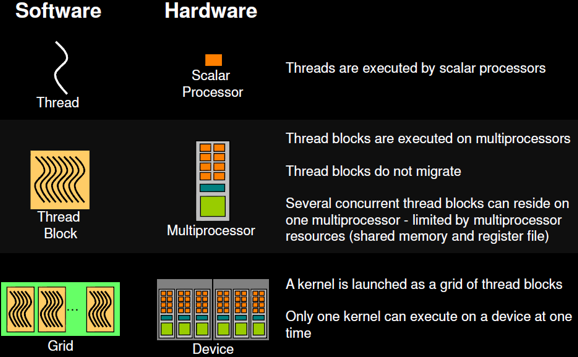 Software
Hardware
Thread
Scalar
Processor
Threads are executed by scalar processors
Thread
Block
Multiprocessor
Thread blocks are executed on multiprocessors
Thread blocks do not migrate
Several concurrent thread blocks can reside on
one multiprocessor - limited by multiprocessor
resources (shared memory and register file)
...
Grid
Device
A kernel is launched as a grid of thread blocks
Only one kernel can execute on a device at one
time